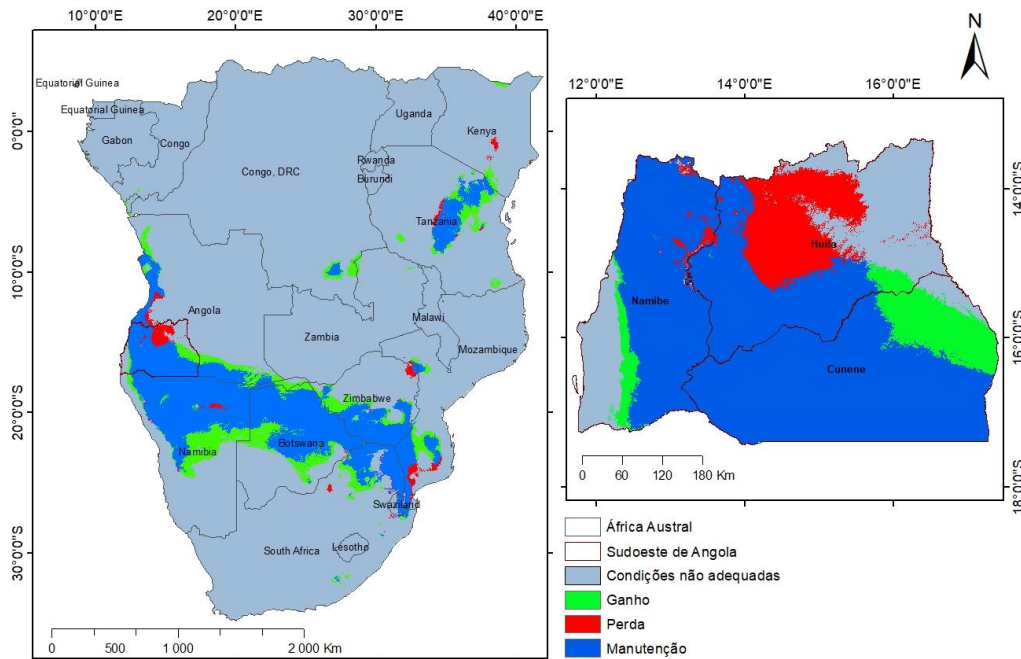 10°0'0"E
20°0'0"E
30°0'0"E
40°0'0"E
0°0'0"
10°0'0"S
20°0'0"S
30°0'0"S
Equatorial Guinea
Equatorial Guinea
Gabon
Congo
Congo, DRC
Uganda
Kenya
Rwanda
Burundi
Tanzania
Angola
Zambia
Malawi
Mozambique
Zimbabwe
Namibia
Botswana
Swaziland
South Africa
Lesotho
0 500 1 000 2 000 Km
N
12°0'0"E
14°0'0"E
16°0'0"E
14°0'0"S
16°0'0"S
18°0'0"S
Huila
Namibe
Cunene
0 60 120 180 Km
África Austral
Sudoeste de Angola
Condições não adequadas
Ganho
Perda
Manutenção